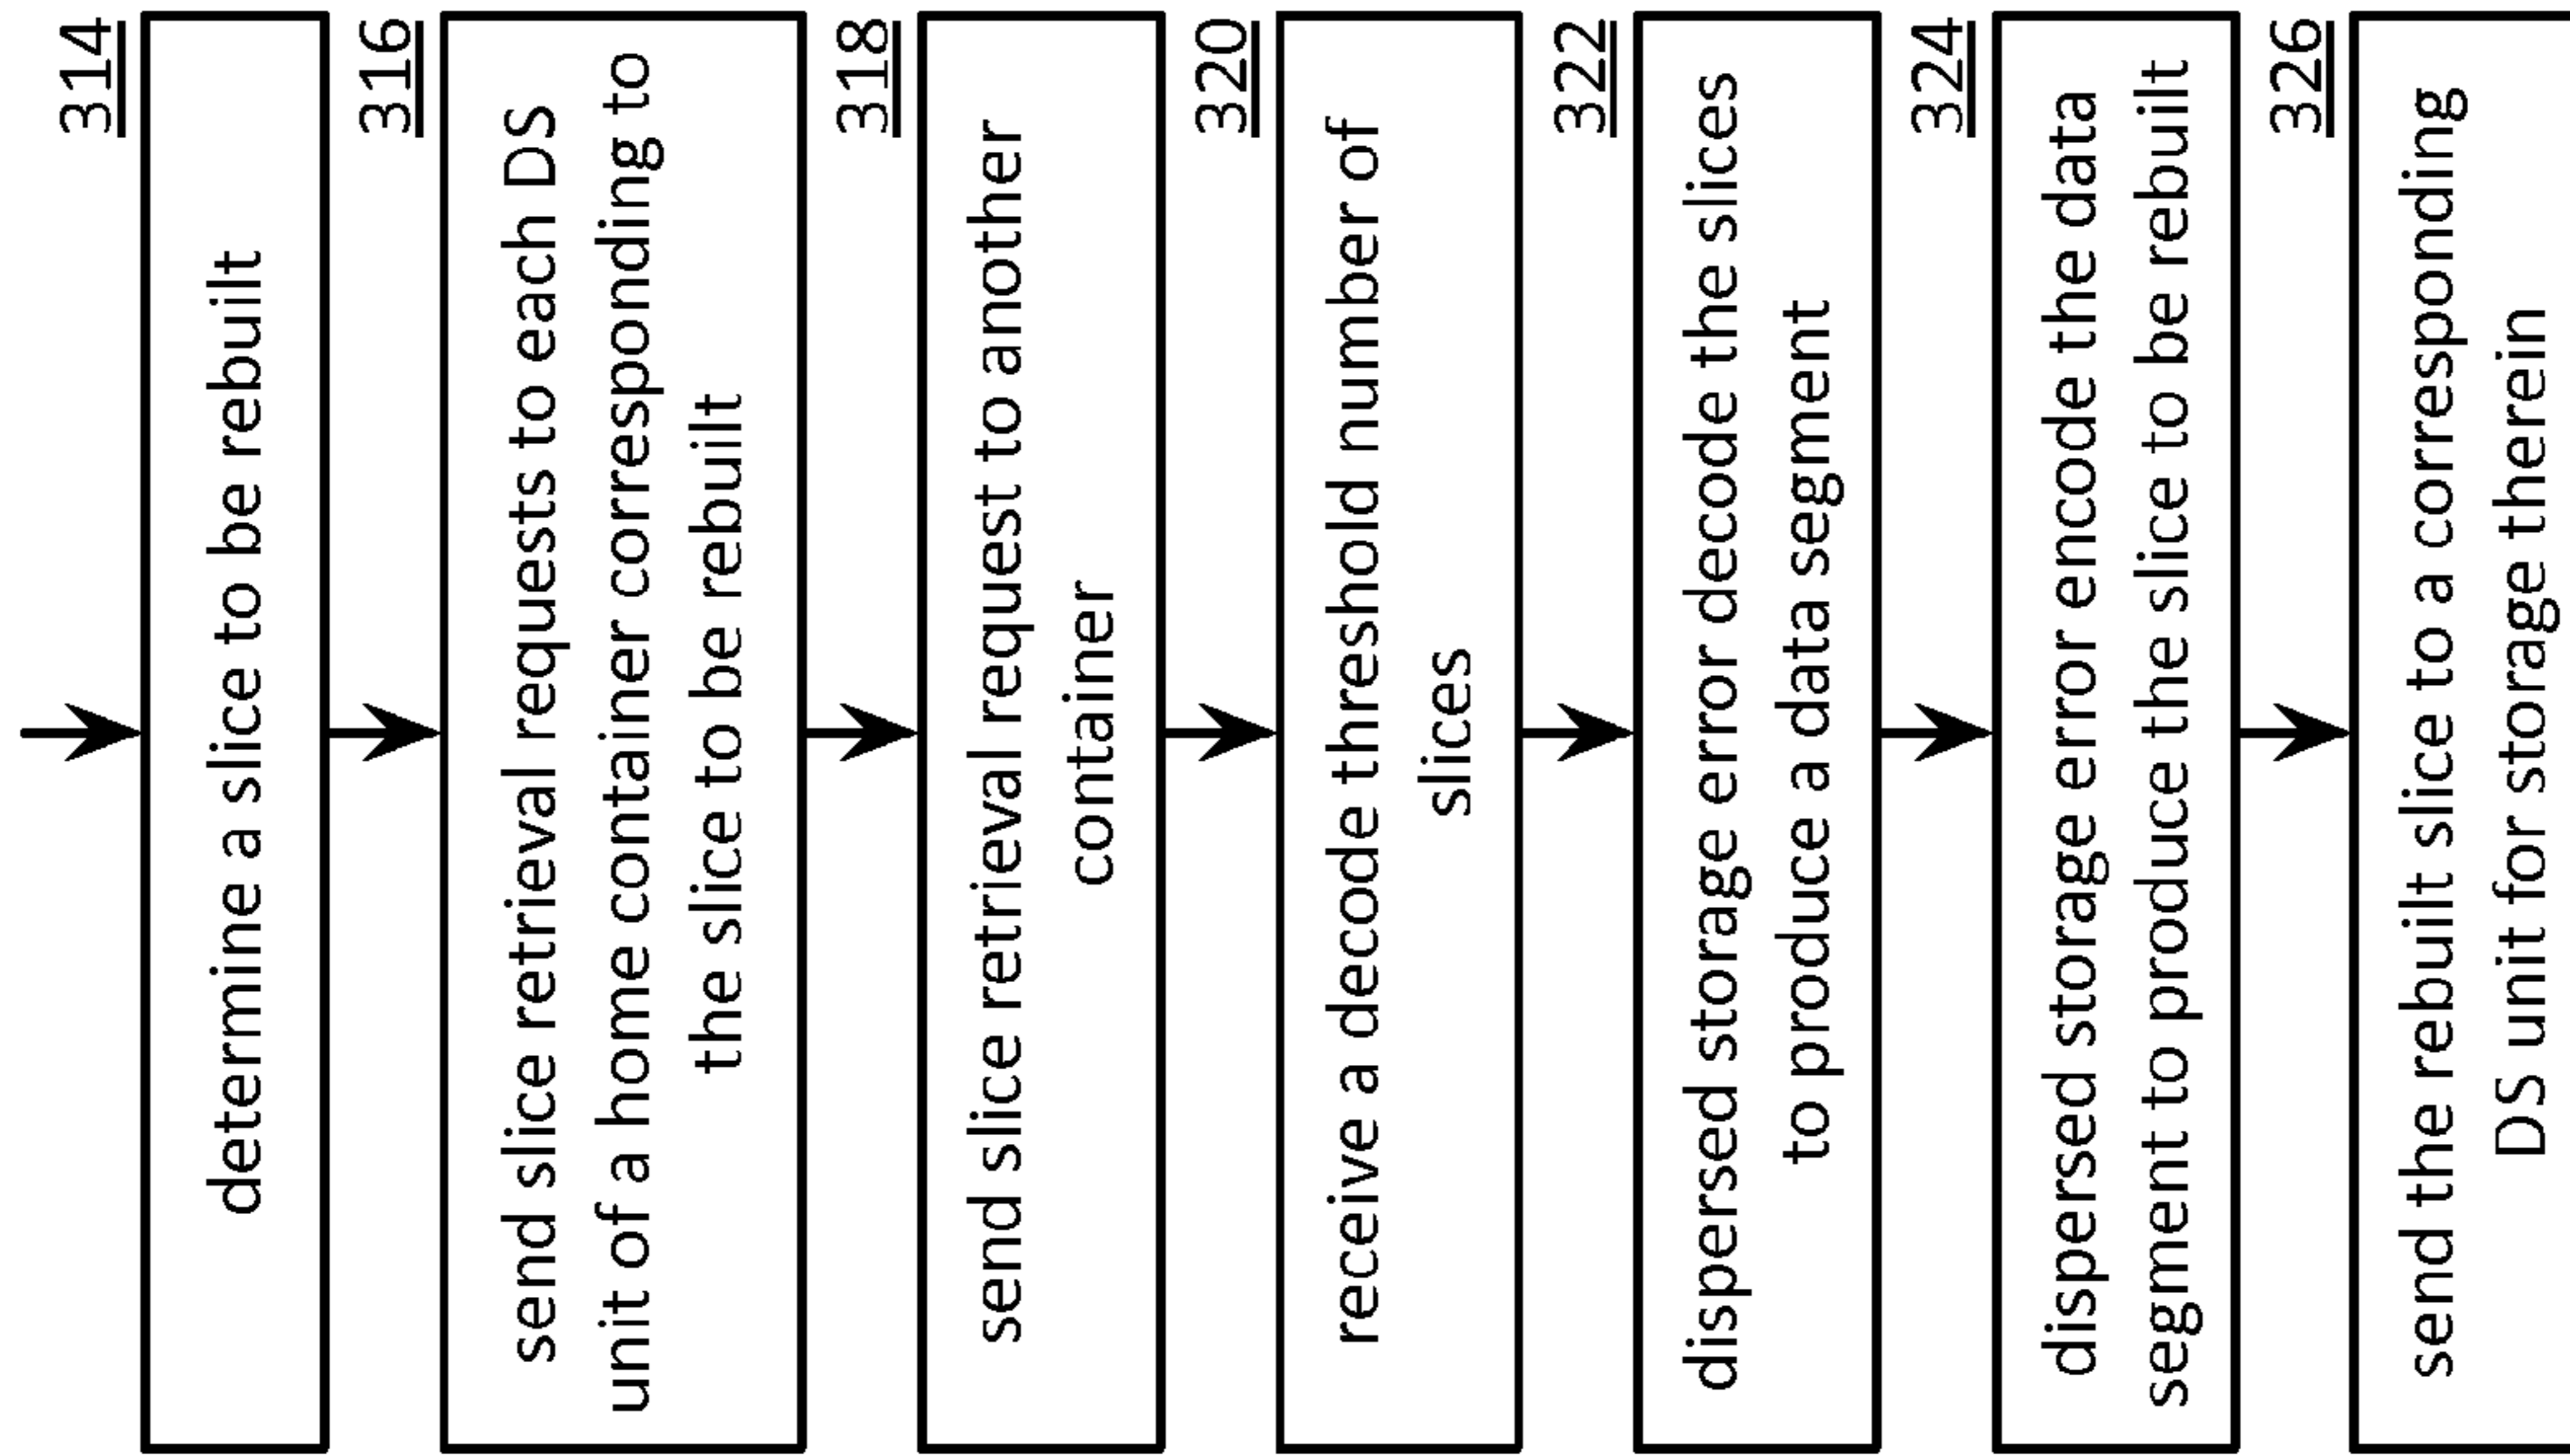 314
determine a slice to be rebuilt
316
send slice retrieval requests to each DS
unit of a home container corresponding to
the slice to be rebuilt
318
send slice retrieval request to another
container
320
receive a decode threshold number of
slices
322
dispersed storage error decode the slices
to produce a data segment
324
dispersed storage error encode the data
segment to produce the slice to be rebuilt
326
send the rebuilt slice to a corresponding
DS unit for storage therein